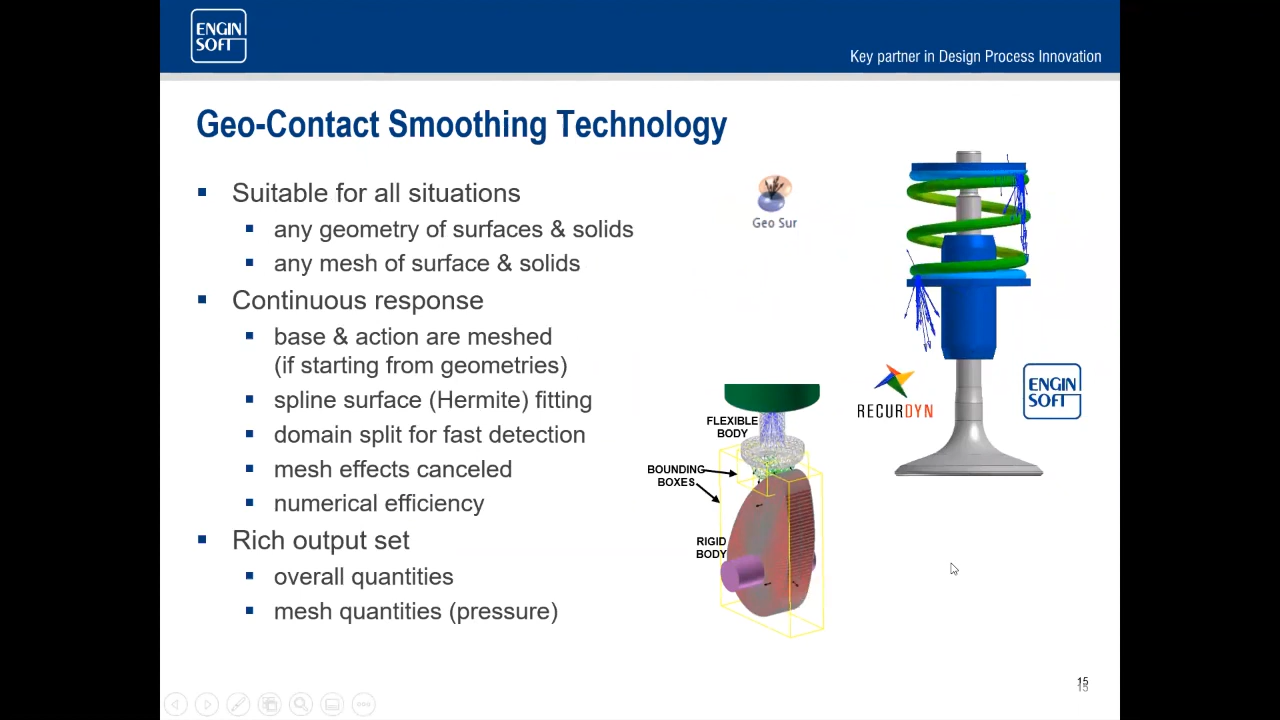 ENGIN
SOFT
Key partner in Design Process Innovation
Geo-Contact Smoothing Technology
Suitable for all situations
any geometry of surfaces & solids
any mesh of surface & solids
Continuous response
base & action are meshed
(if starting from geometries)
spline surface (Hermite) fitting
domain split for fast detection
mesh effects canceled
numerical efficiency
Rich output set
overall quantities
mesh quantities (pressure)
Geo Sur
RECURDYN
ENGIN
SOFT
FLEXIBLE
BODY
BOUNDING
BOXES
RIGID
BODY
15
15